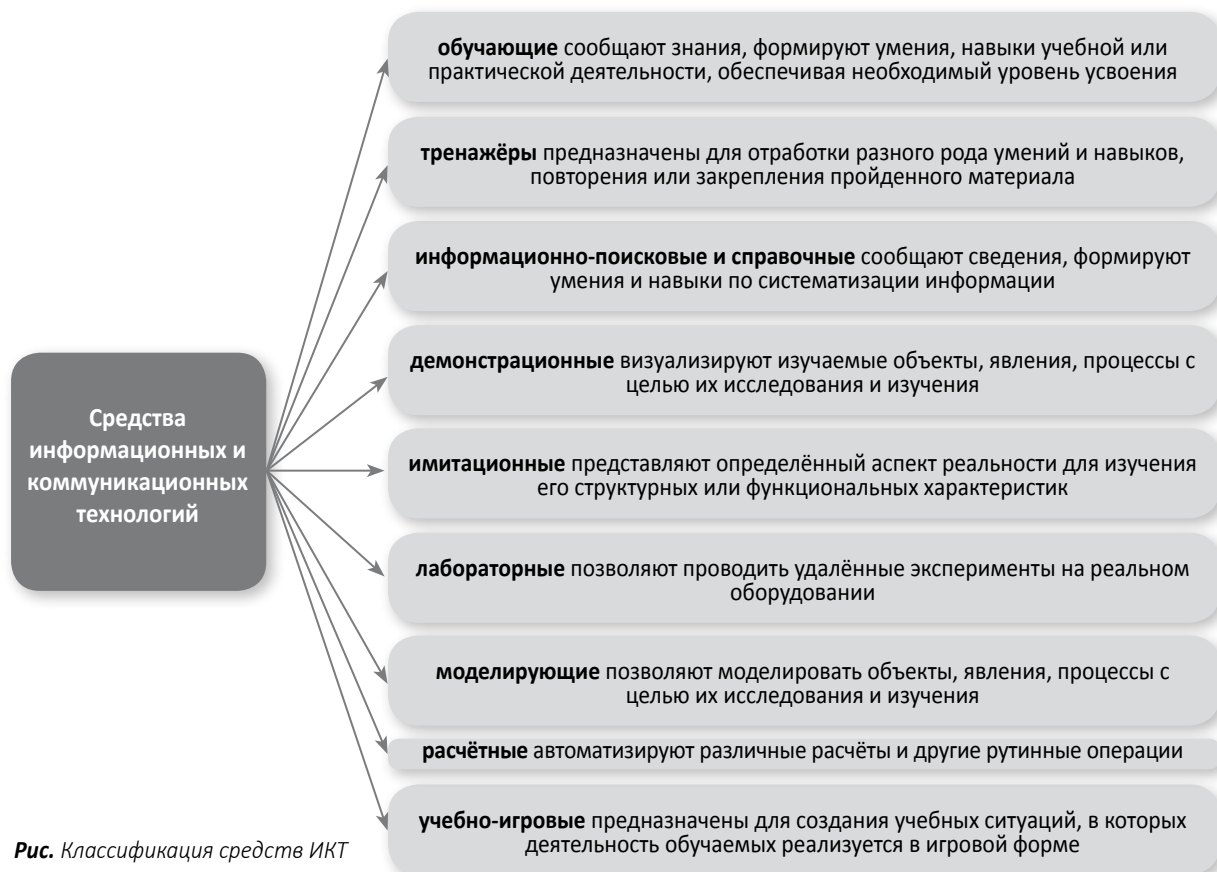 обучающие сообщают знания, формируют умения, навыки учебной или
практической деятельности, обеспечивая необходимый уровень усвоения
тренажёры предназначены для отработки разного рода умений и навыков,
повторения или закрепления пройденного материала
информационно-поисковые и справочные сообщают сведения, формируют
умения и навыки по систематизации информации
демонстрационные визуализируют изучаемые объекты, явления, процессы с
целью их исследования и изучения
Средства
информационных и
коммуникационных
технологий
имитационные представляют определённый аспект реальности для изучения
его структурных или функциональных характеристик
лабораторные позволяют проводить удалённые эксперименты на реальном
оборудовании
моделирующие позволяют моделировать объекты, явления, процессы с
целью их исследования и изучения
расчётные автоматизируют различные расчёты и другие рутинные операции
учебно-игровые предназначены для создания учебных ситуаций, в которых
деятельность обучаемых реализуется в игровой форме
Рис. Классификация средств ИКТ